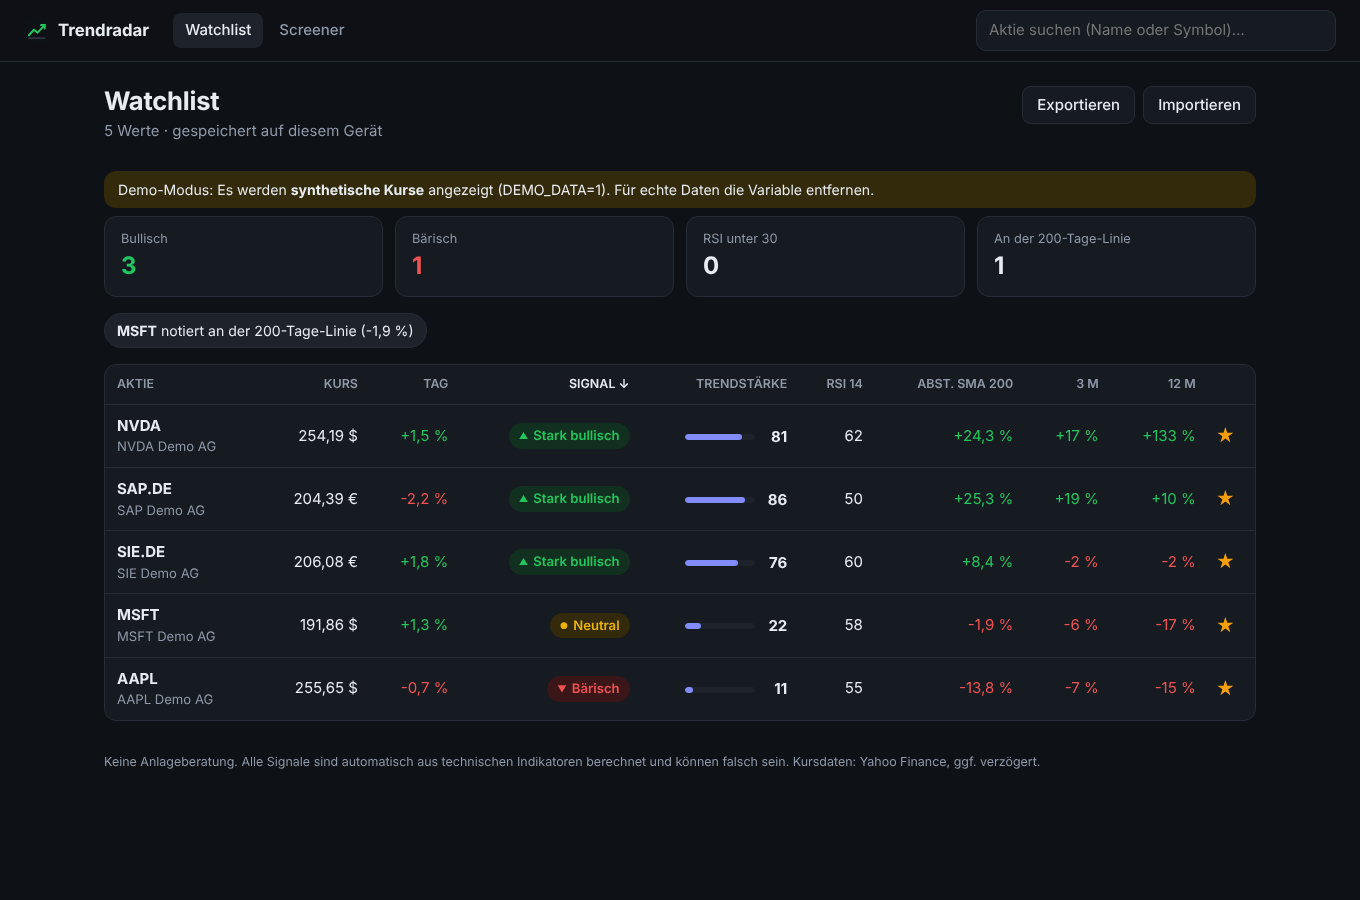 Trendradar Watchlist Screener Aktie suchen (Name oder Symbol)...
Watchlist Exportieren Importieren
5 Werte · gespeichert auf diesem Gerät
Demo-Modus: Es werden synthetische Kurse angezeigt (DEMO_DATA=1). Für echte Daten die Variable entfernen.
Bullisch Bärisch RSI unter 30 An der 200-Tage-Linie
3 1 0 1
MSFT notiert an der 200-Tage-Linie (-1,9 %)
AKTIE KURS TAG SIGNAL ↓ TRENDSTÄRKE RSI 14 ABST. SMA 200 3 M 12 M
NVDA
NVDA Demo AG 254,19 $ +1,5 % ▲ Stark bullisch 81 62 +24,3 % +17 % +133 % ★
SAP.DE
SAP Demo AG 204,39 € -2,2 % ▲ Stark bullisch 86 50 +25,3 % +19 % +10 % ★
SIE.DE
SIE Demo AG 206,08 € +1,8 % ▲ Stark bullisch 76 60 +8,4 % -2 % -2 % ★
MSFT
MSFT Demo AG 191,86 $ +1,3 % ● Neutral 22 58 -1,9 % -6 % -17 % ★
AAPL
AAPL Demo AG 255,65 $ -0,7 % ▼ Bärisch 11 55 -13,8 % -7 % -15 % ★
Keine Anlageberatung. Alle Signale sind automatisch aus technischen Indikatoren berechnet und können falsch sein. Kursdaten: Yahoo Finance, ggf. verzögert.